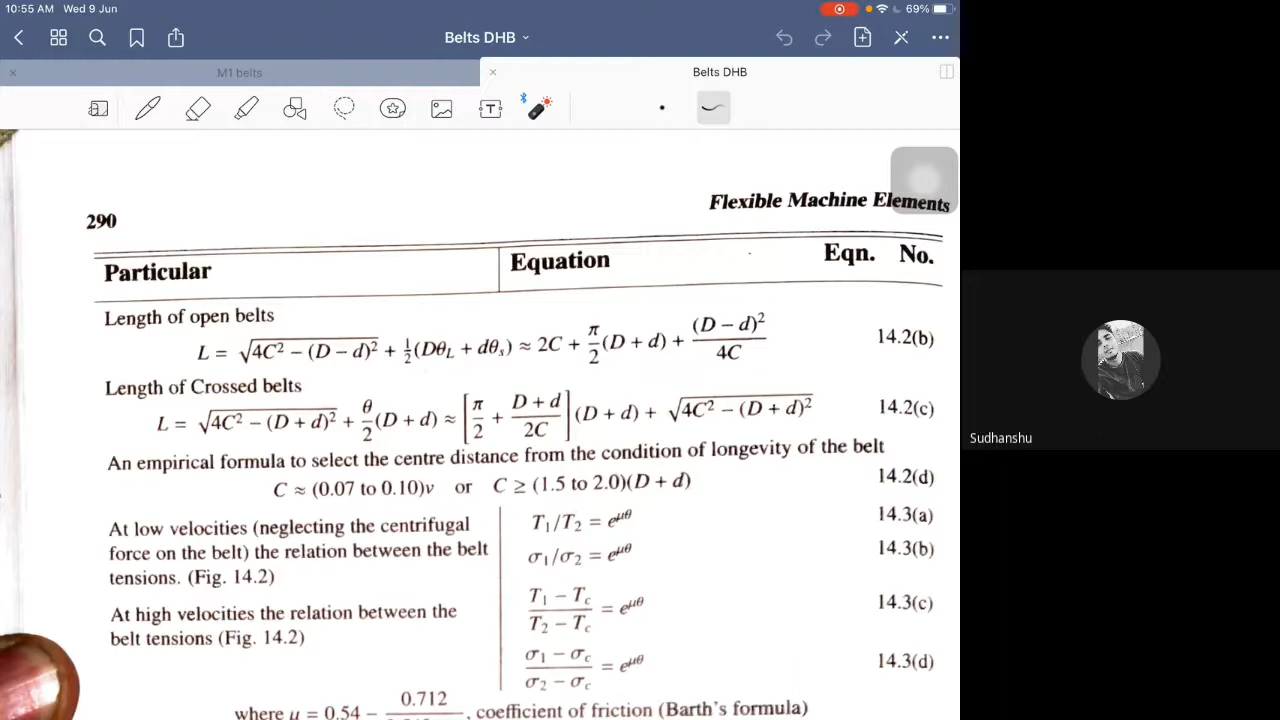 10:55 AM Wed 9 Jun
69%
Belts DHB
M1 belts
Belts DHB
T
290
Flexible Machine Elements
Particular Equation Eqn. No.
Length of open belts
L = √4C² − (D − d)² + ½(Dθ_L + dθ_s) ≈ 2C + π/2 (D + d) + (D − d)²/4C 14.2(b)
Length of Crossed belts
L = √4C² − (D + d)² + θ/2 (D + d) ≈ [π/2 + D + d/2C] (D + d) + √4C² − (D + d)² 14.2(c)
An empirical formula to select the centre distance from the condition of longevity of the belt
C ≈ (0.07 to 0.10)v or C ≥ (1.5 to 2.0)(D + d) 14.2(d)
At low velocities (neglecting the centrifugal
force on the belt) the relation between the belt
tensions. (Fig. 14.2)
T₁/T₂ = e^μθ 14.3(a)
σ₁/σ₂ = e^μθ 14.3(b)
At high velocities the relation between the
belt tensions (Fig. 14.2)
T₁ − T_c / T₂ − T_c = e^μθ 14.3(c)
σ₁ − σ_c / σ₂ − σ_c = e^μθ 14.3(d)
where μ = 0.54 − 0.712 , coefficient of friction (Barth's formula)
Sudhanshu